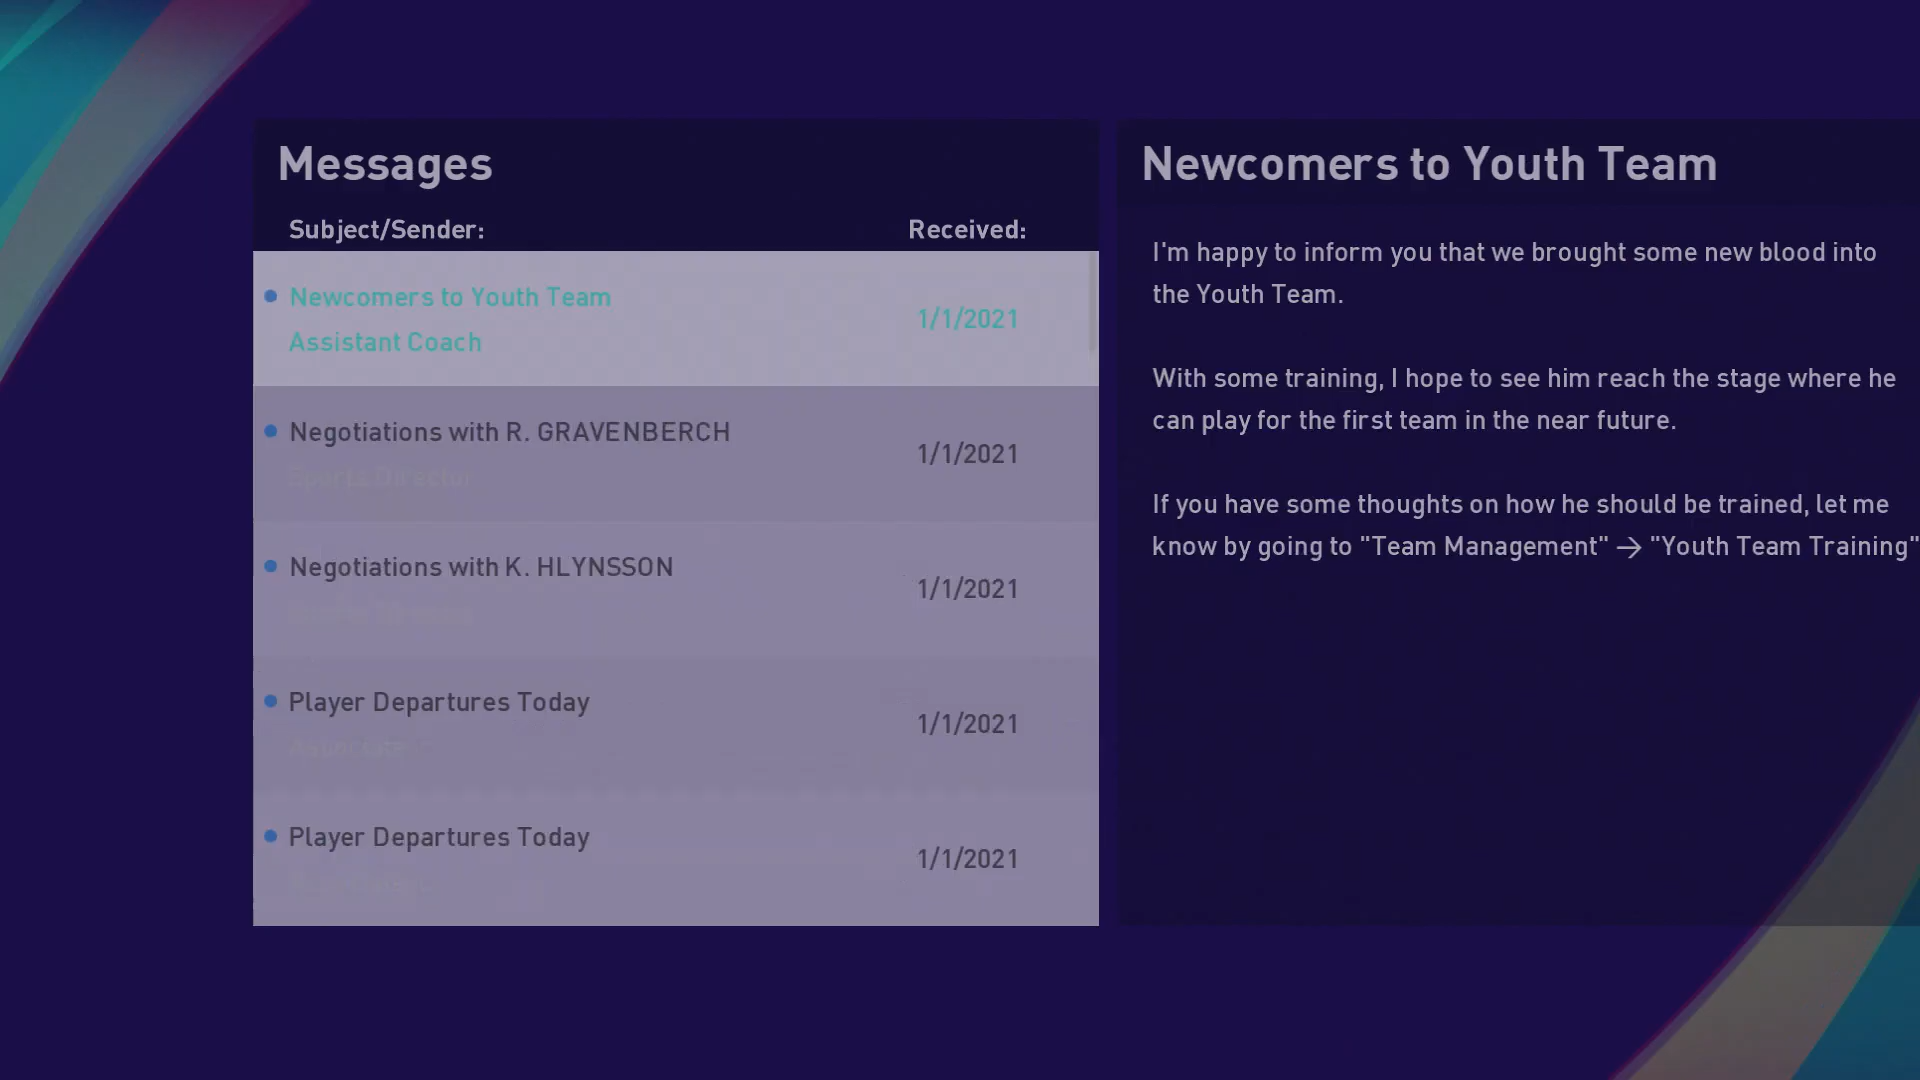 Messages
Subject/Sender: Received:
Newcomers to Youth Team
1/1/2021
Assistant Coach
Negotiations with R. GRAVENBERCH
1/1/2021
Sports Director
Negotiations with K. HLYNSSON
1/1/2021
Player Departures Today
1/1/2021
Player Departures Today
1/1/2021
Newcomers to Youth Team
I'm happy to inform you that we brought some new blood into
the Youth Team.
With some training, I hope to see him reach the stage where he
can play for the first team in the near future.
If you have some thoughts on how he should be trained, let me
know by going to "Team Management" → "Youth Team Training"